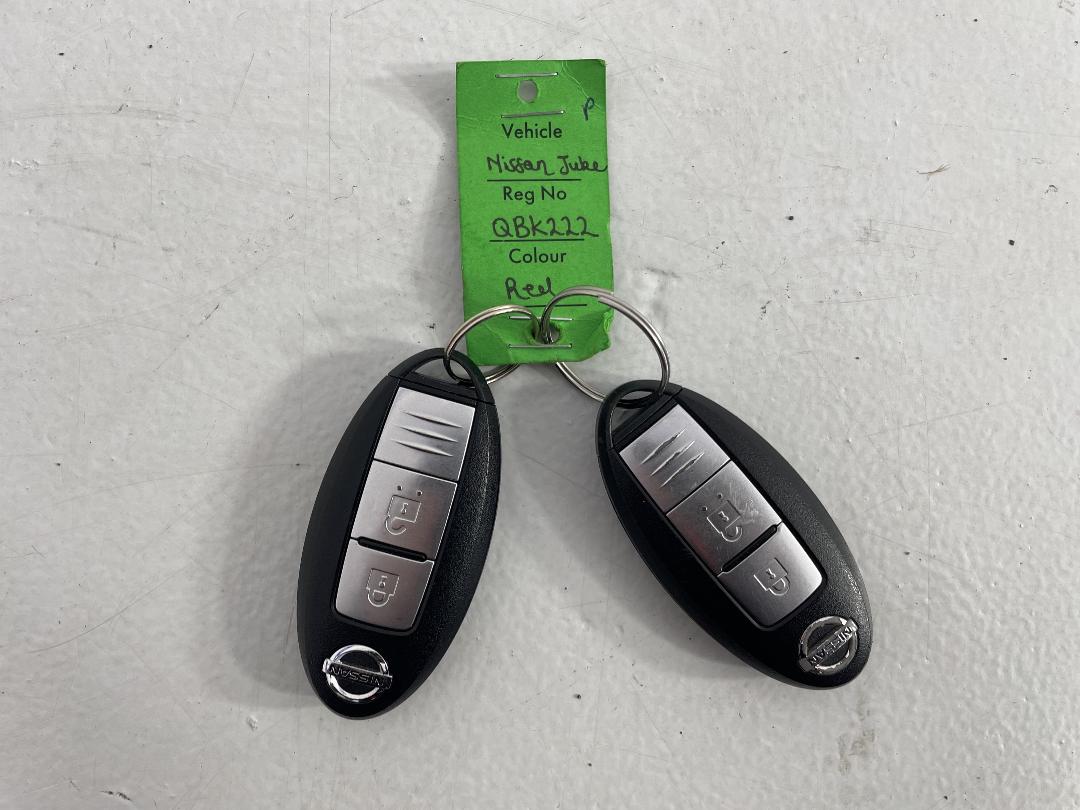 P
Vehicle
Nissan Juke
Reg No
QBK222
Colour
Red
NISSAN
NISSAN